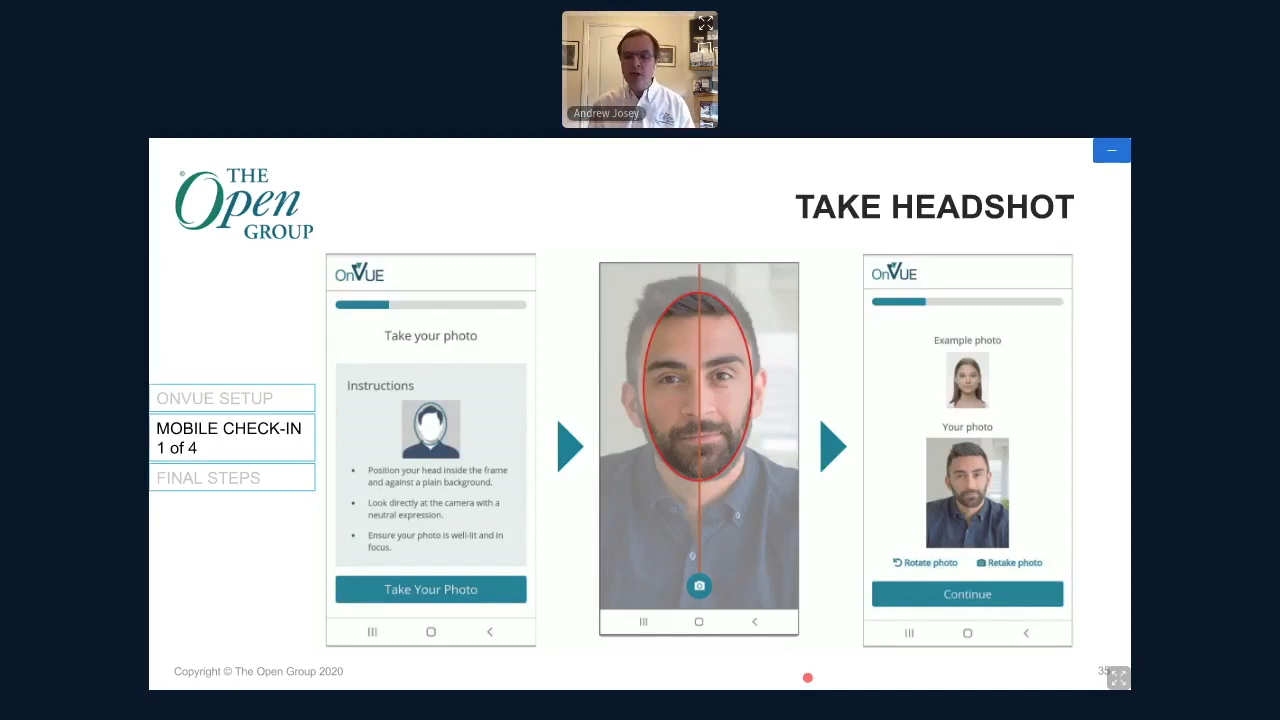 Andrew Josey
THE
Open
GROUP
TAKE HEADSHOT
ONVUE SETUP
MOBILE CHECK-IN
1 of 4
FINAL STEPS
OnVUE
Take your photo
Instructions
• Position your head inside the frame
and against a plain background.
• Look directly at the camera with a
neutral expression.
• Ensure your photo is well-lit and in
focus.
Take Your Photo
OnVUE
Example photo
Your photo
Rotate photo
Retake photo
Continue
Copyright © The Open Group 2020
35